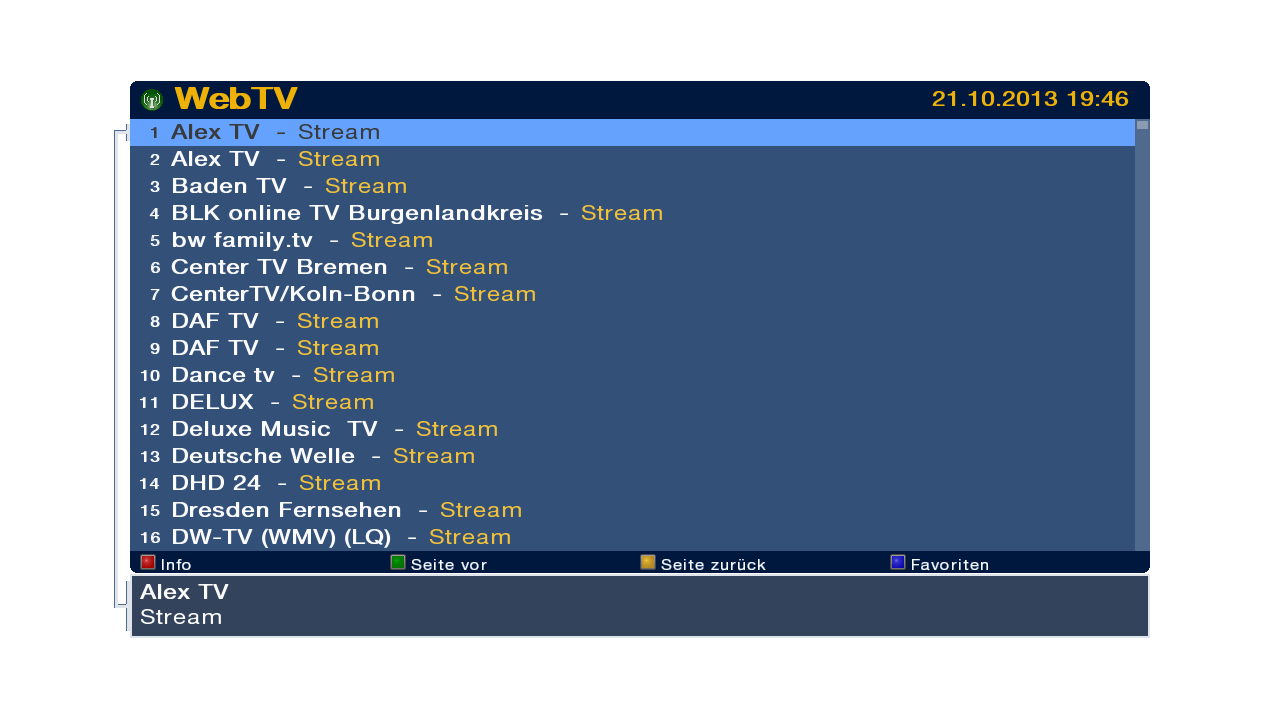 WebTV 21.10.2013 19:46
1 Alex TV - Stream
2 Alex TV - Stream
3 Baden TV - Stream
4 BLK online TV Burgenlandkreis - Stream
5 bw family.tv - Stream
6 Center TV Bremen - Stream
7 CenterTV/Koln-Bonn - Stream
8 DAF TV - Stream
9 DAF TV - Stream
10 Dance tv - Stream
11 DELUX - Stream
12 Deluxe Music TV - Stream
13 Deutsche Welle - Stream
14 DHD 24 - Stream
15 Dresden Fernsehen - Stream
16 DW-TV (WMV) (LQ) - Stream
Info Seite vor Seite zurück Favoriten
Alex TV
Stream